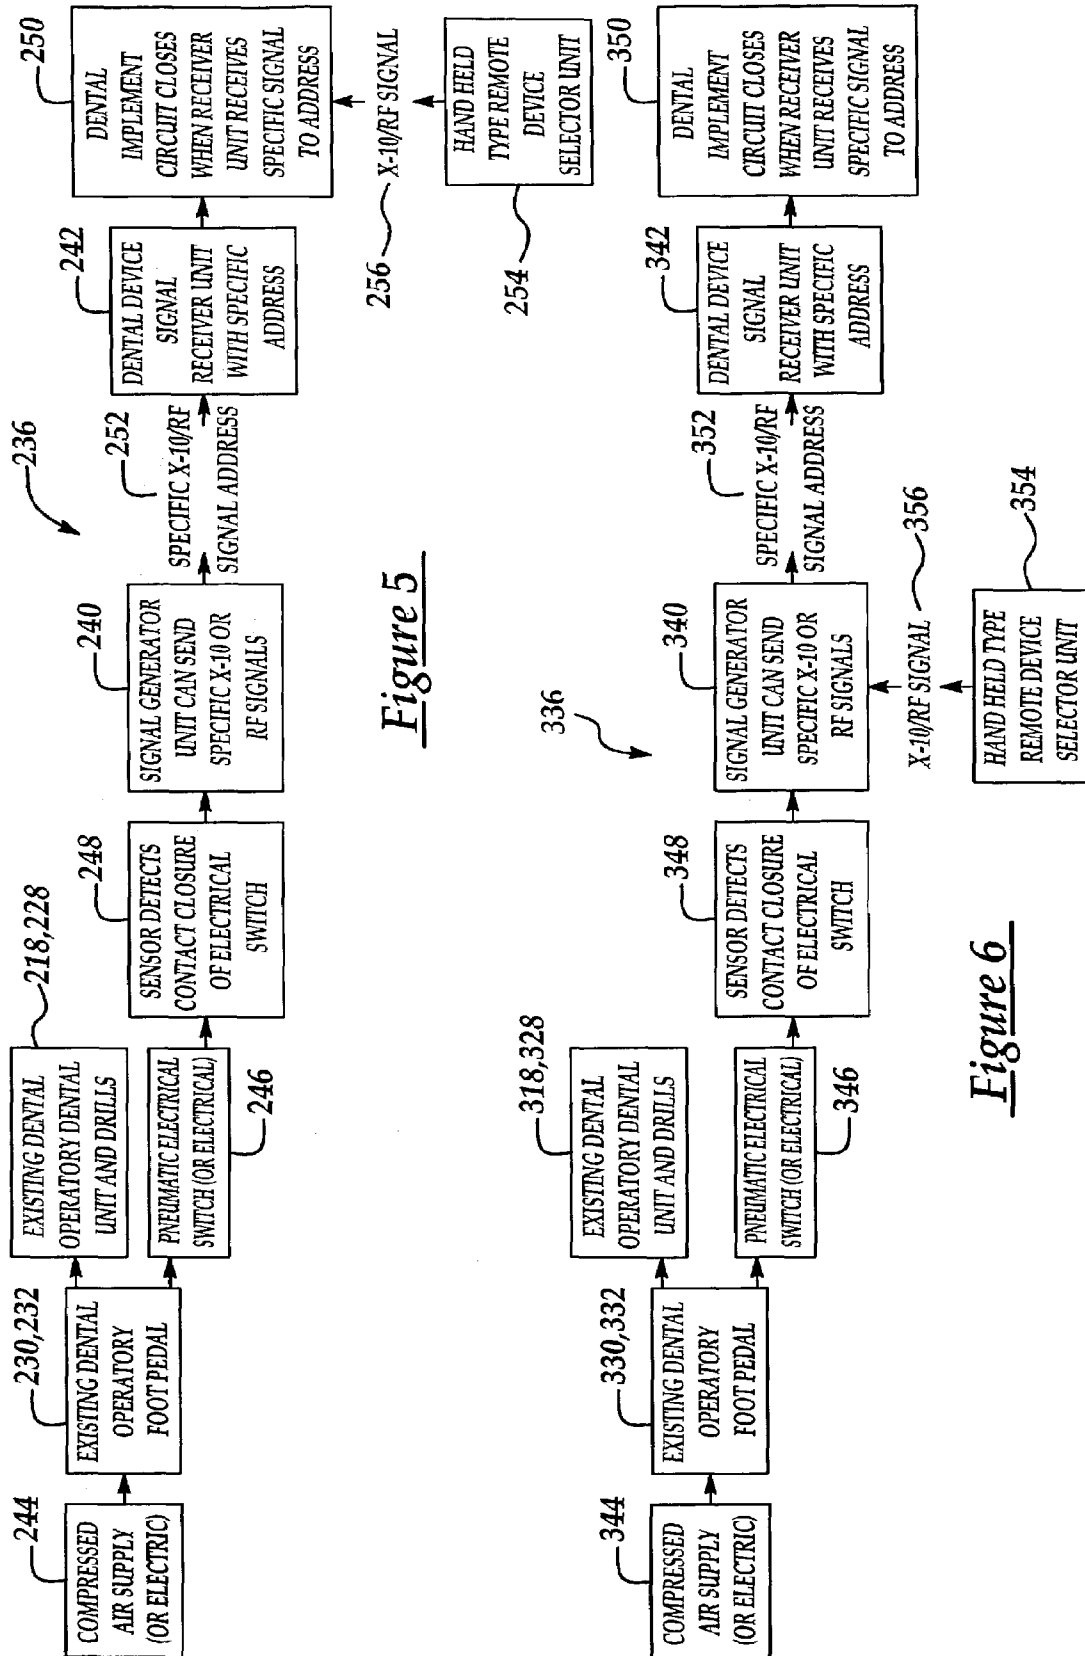 244
COMPRESSED
AIR SUPPLY
(OR ELECTRIC)
230,232
EXISTING DENTAL
OPERATORY
FOOT PEDAL
218,228
EXISTING DENTAL
OPERATORY DENTAL
UNIT AND DRILLS
PNEUMATIC ELECTRICAL
SWITCH (OR ELECTRICAL)
246
248
SENSOR DETECTS
CONTACT CLOSURE
OF ELECTRICAL
SWITCH
240
SIGNAL GENERATOR
UNIT CAN SEND
SPECIFIC X-10 OR
RF SIGNALS
236
252
SPECIFIC X-10/RF
SIGNAL ADDRESS
242
DENTAL DEVICE
SIGNAL
RECEIVER UNIT
WITH SPECIFIC
ADDRESS
250
DENTAL
IMPLEMENT
CIRCUIT CLOSES
WHEN RECEIVER
UNIT RECEIVES
SPECIFIC SIGNAL
TO ADDRESS
256
X-10/RF SIGNAL
HAND HELD
TYPE REMOTE
DEVICE
SELECTOR UNIT
254
Figure 5
344
COMPRESSED
AIR SUPPLY
(OR ELECTRIC)
330,332
EXISTING DENTAL
OPERATORY
FOOT PEDAL
318,328
EXISTING DENTAL
OPERATORY DENTAL
UNIT AND DRILLS
PNEUMATIC ELECTRICAL
SWITCH (OR ELECTRICAL)
346
348
SENSOR DETECTS
CONTACT CLOSURE
OF ELECTRICAL
SWITCH
336
340
SIGNAL GENERATOR
UNIT CAN SEND
SPECIFIC X-10 OR
RF SIGNALS
352
SPECIFIC X-10/RF
SIGNAL ADDRESS
342
DENTAL DEVICE
SIGNAL
RECEIVER UNIT
WITH SPECIFIC
ADDRESS
350
DENTAL
IMPLEMENT
CIRCUIT CLOSES
WHEN RECEIVER
UNIT RECEIVES
SPECIFIC SIGNAL
TO ADDRESS
X-10/RF SIGNAL
356
HAND HELD TYPE
REMOTE DEVICE
SELECTOR UNIT
354
Figure 6